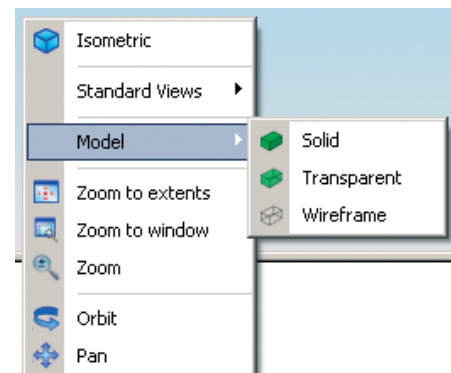 Isometric
Standard Views
Model
Solid
Transparent
Wireframe
Zoom to extents
Zoom to window
Zoom
Orbit
Pan